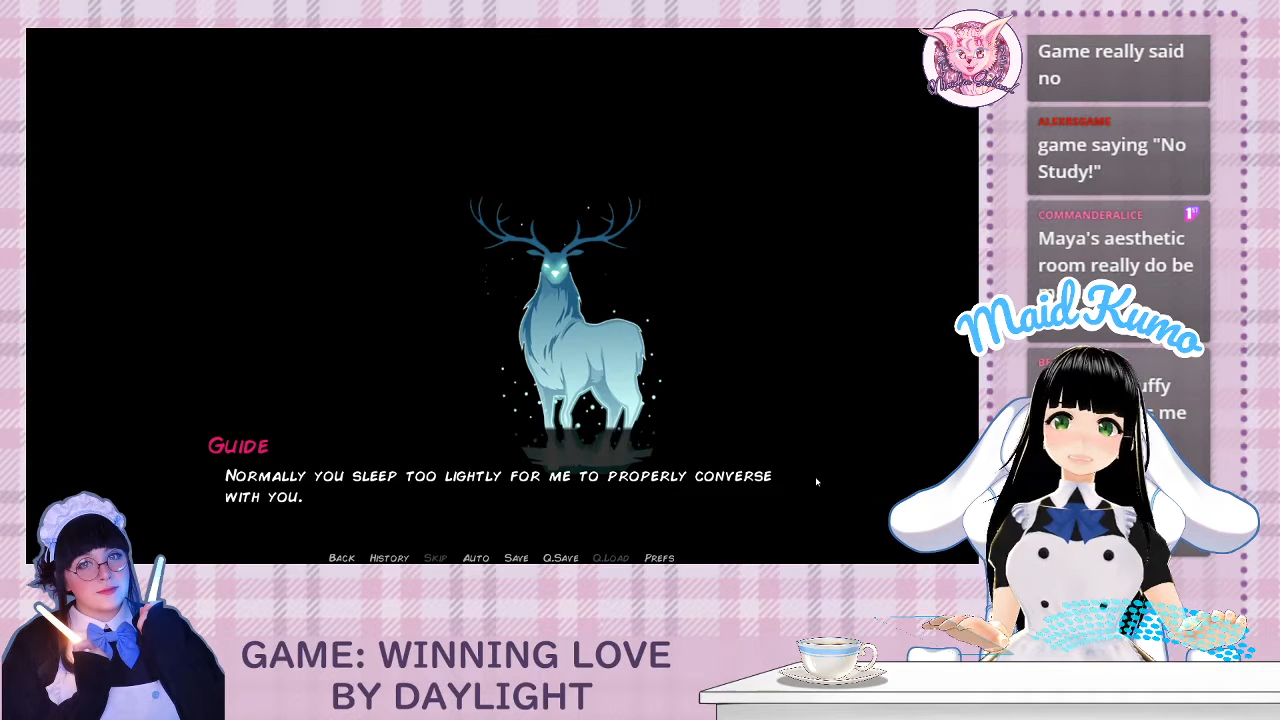 Game really said
no
ALEXRSGAME
game saying "No
Study!"
COMMANDERALICE
1ST
Maya's aesthetic
room really do be
Maid Kumo
uffy
me
GUIDE
NORMALLY YOU SLEEP TOO LIGHTLY FOR ME TO PROPERLY CONVERSE
WITH YOU.
BACK HISTORY SKIP AUTO SAVE Q.SAVE Q.LOAD PREFS
GAME: WINNING LOVE
BY DAYLIGHT